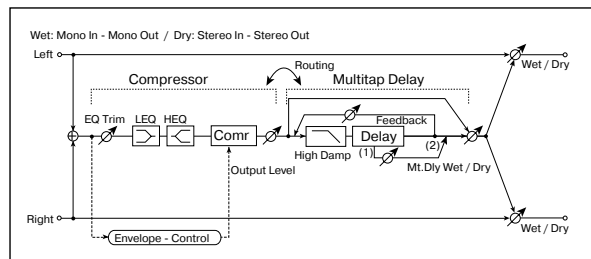 Wet: Mono In - Mono Out / Dry: Stereo In - Stereo Out
Left
Wet / Dry
Routing
Compressor
Multitap Delay
EQ Trim
LEQ
HEQ
Feedback
Comr
Delay
High Damp
(1)
(2)
Output Level
Mt.Dly Wet / Dry
Right
Wet / Dry
Envelope - Control